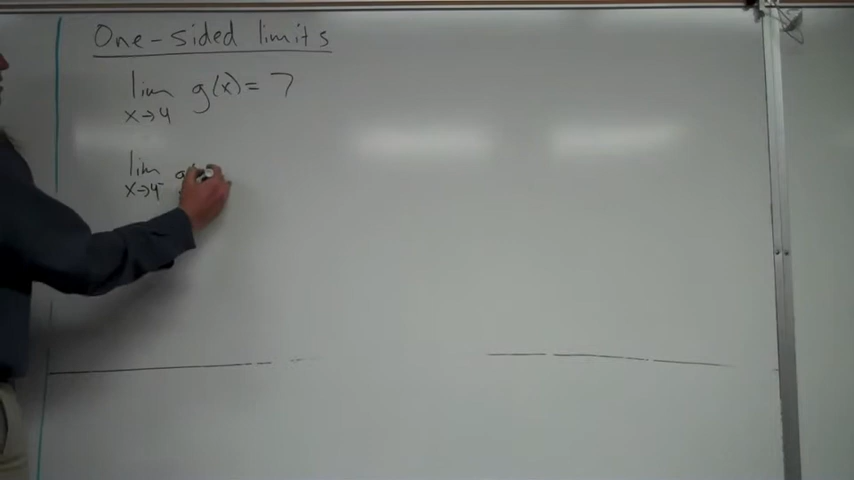 One-sided limits
lim g(x) = 7
x→4
lim g
x→4⁻